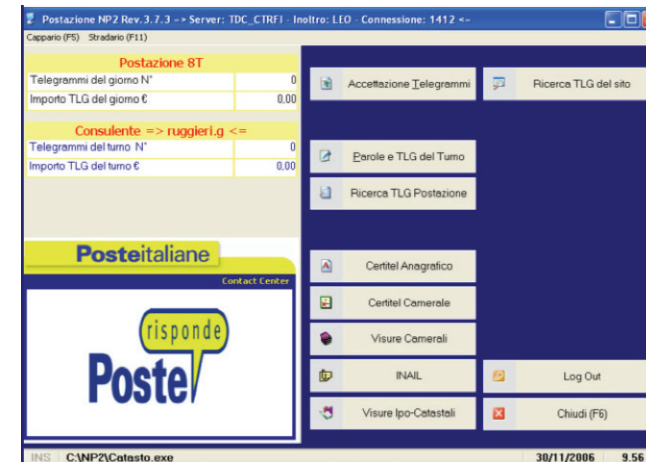 Postazione NP2 Rev.3.7.3 -> Server: TDC_CTRFI - Inoltro: LEO - Connessione: 1412 <-
Cappario (F5) Stradario (F11)
Postazione 8T
Telegrammi del giorno N° 0
Importo TLG del giorno € 0,00
Consulente => ruggieri.g <=
Telegrammi del turno N° 0
Importo TLG del turno € 0,00
Posteitaliane
Contact Center
risponde
Poste
Accettazione Telegrammi
Ricerca TLG del sito
Parole e TLG del Turno
Ricerca TLG Postazione
Certitel Anagrafico
Certitel Camerale
Visure Camerali
INAIL
Log Out
Visure Ipo-Catastali
Chiudi (F6)
INS C:\NP2\Catasto.exe 30/11/2006 9.56